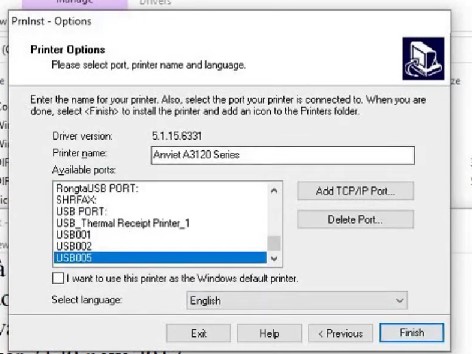 Manage
Drivers
PrnInst - Options
Printer Options
Please select port, printer name and language.
Enter the name for your printer. Also, select the port your printer is connected to. When you are
done, select <Finish> to install the printer and add an icon to the Printers folder.
Driver version: 5.1.15.6331
Printer name: Anviet A3120 Series
Available ports:
RongtaUSB PORT:
SHRFAX:
USB PORT:
USB_Thermal Receipt Printer_1
USB001
USB002
USB005
Add TCP/IP Port...
Delete Port...
I want to use this printer as the Windows default printer.
Select language: English
Exit Help < Previous Finish